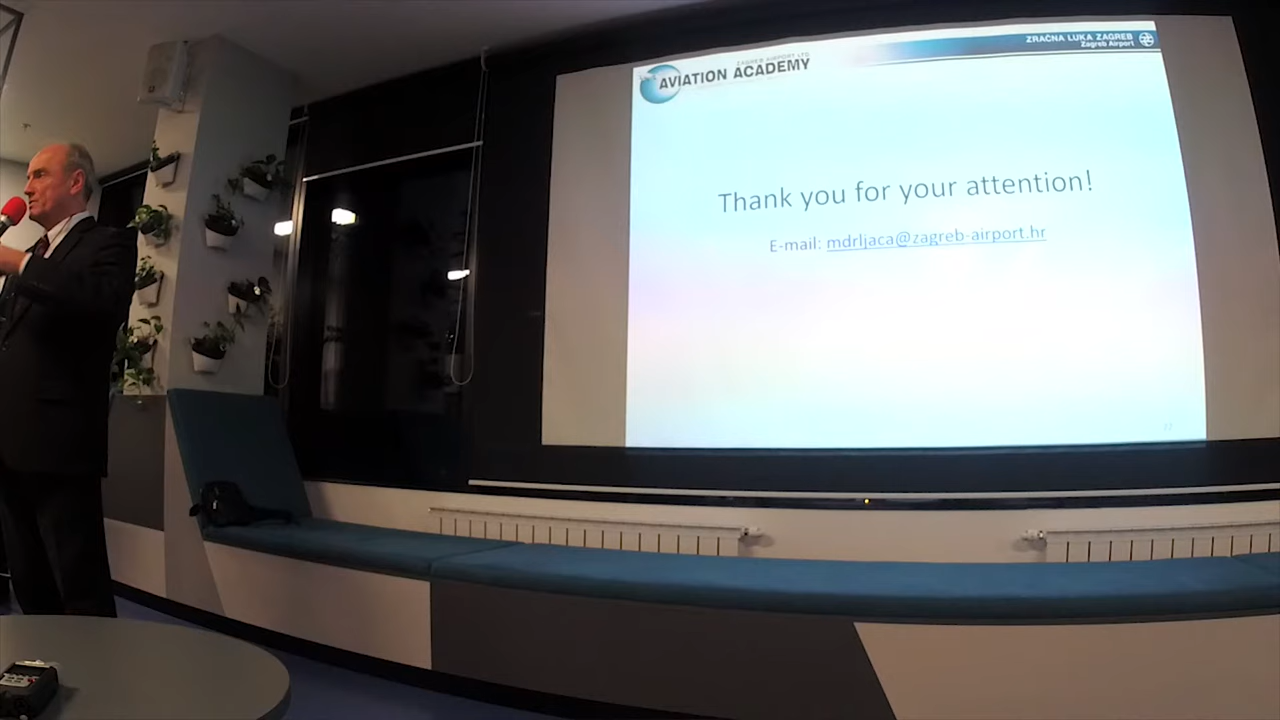 ZAGREB AIRPORT LTD
AVIATION ACADEMY
ZRAČNA LUKA ZAGREB
Zagreb Airport
Thank you for your attention!
E-mail: mdrljaca@zagreb-airport.hr